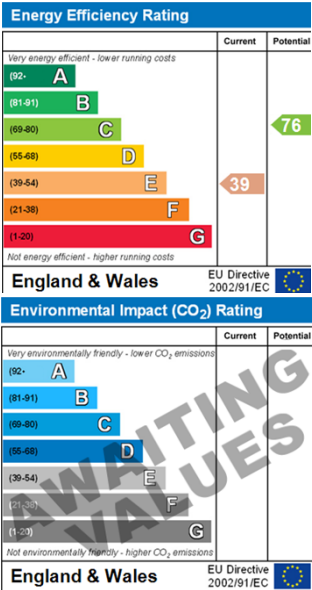 Energy Efficiency Rating
Current Potential
Very energy efficient - lower running costs
(92- A
(81-91) B
(69-80) C
76
(55-68) D
(39-54) E
39
(21-38) F
(1-20) G
Not energy efficient - higher running costs
England & Wales
EU Directive
2002/91/EC
Environmental Impact (CO₂) Rating
Current Potential
Very environmentally friendly - lower CO₂ emissions
(92- A
(81-91) B
(69-80) C
(55-68) D
(39-54) E
(21-38) F
(1-20) G
AWAITING
VALUES
Not environmentally friendly - higher CO₂ emissions
England & Wales
EU Directive
2002/91/EC